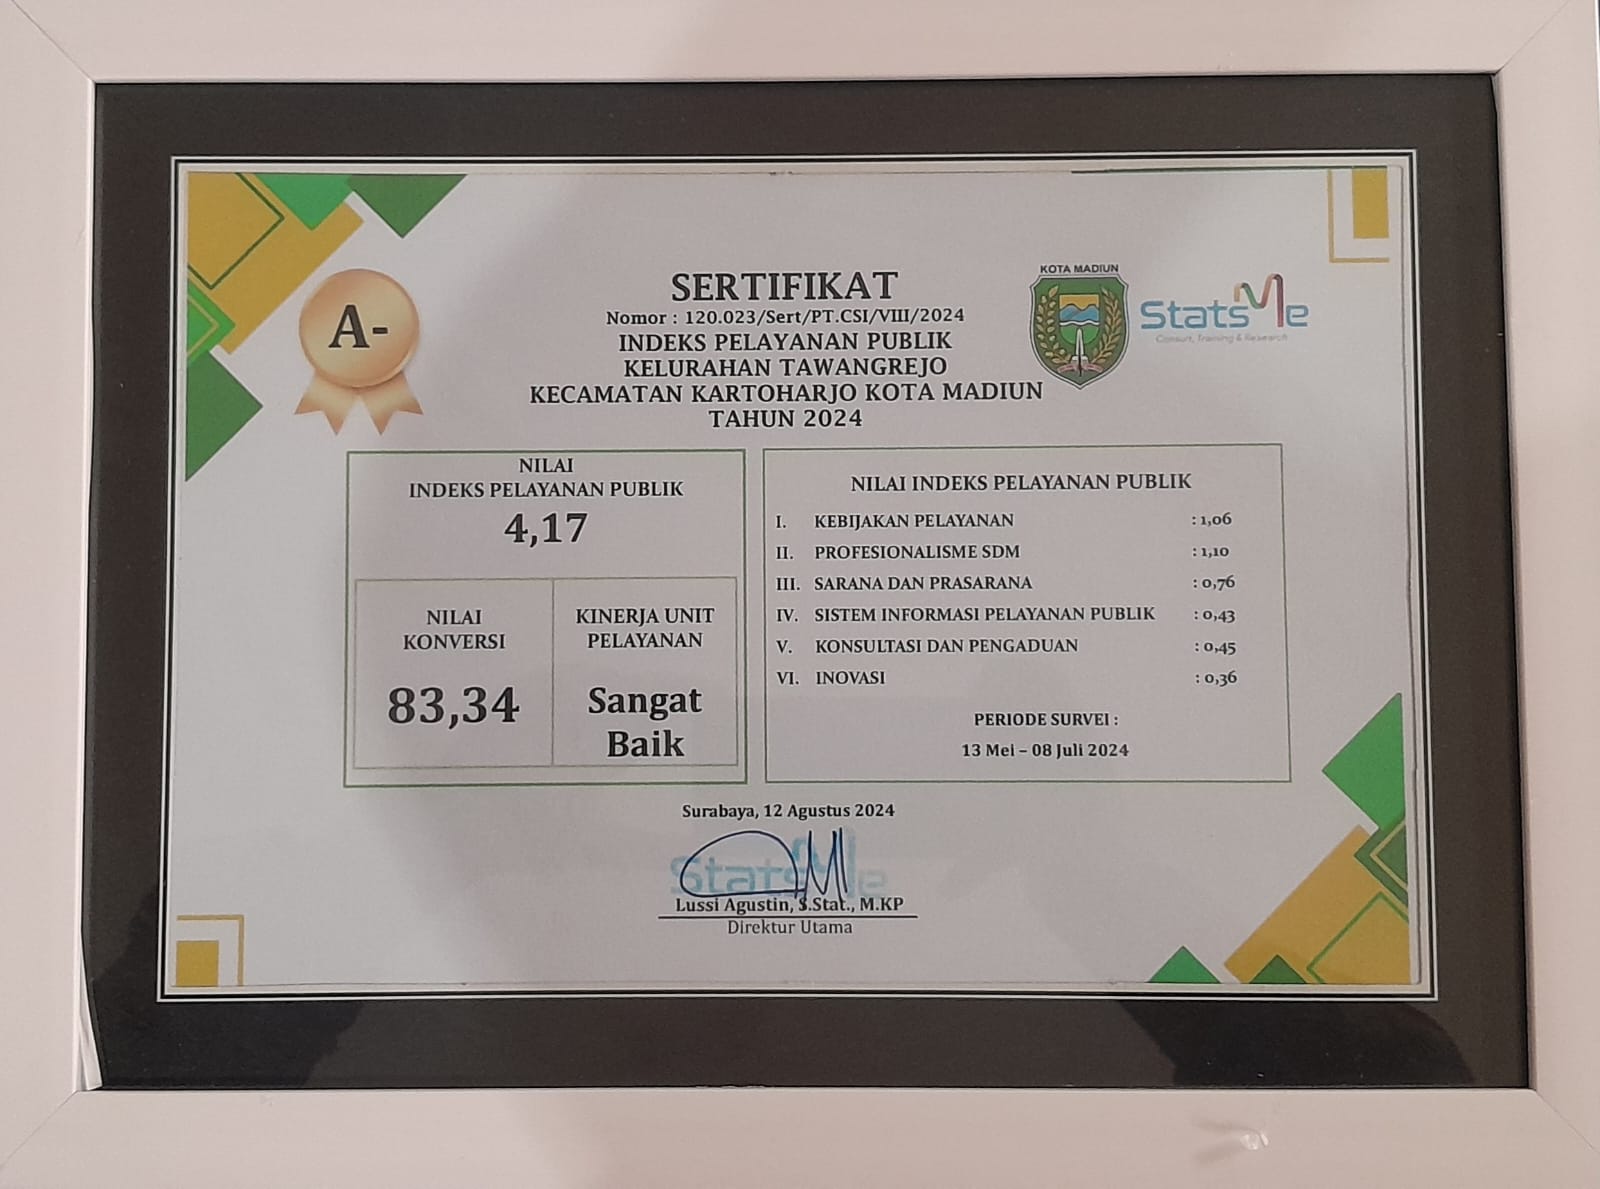 A-
SERTIFIKAT
Nomor : 120.023/Sert/PT.CSI/VIII/2024
INDEKS PELAYANAN PUBLIK
KELURAHAN TAWANGREJO
KECAMATAN KARTOHARJO KOTA MADIUN
TAHUN 2024
KOTA MADIUN
StatsMe
Consult, Training & Research
NILAI
INDEKS PELAYANAN PUBLIK
4,17
NILAI
KONVERSI
83,34
KINERJA UNIT
PELAYANAN
Sangat
Baik
NILAI INDEKS PELAYANAN PUBLIK
I. KEBIJAKAN PELAYANAN : 1,06
II. PROFESIONALISME SDM : 1,10
III. SARANA DAN PRASARANA : 0,76
IV. SISTEM INFORMASI PELAYANAN PUBLIK : 0,43
V. KONSULTASI DAN PENGADUAN : 0,45
VI. INOVASI : 0,36
PERIODE SURVEI :
13 Mei – 08 Juli 2024
Surabaya, 12 Agustus 2024
StatsMe
Lussi Agustin, S.Stat., M.KP
Direktur Utama